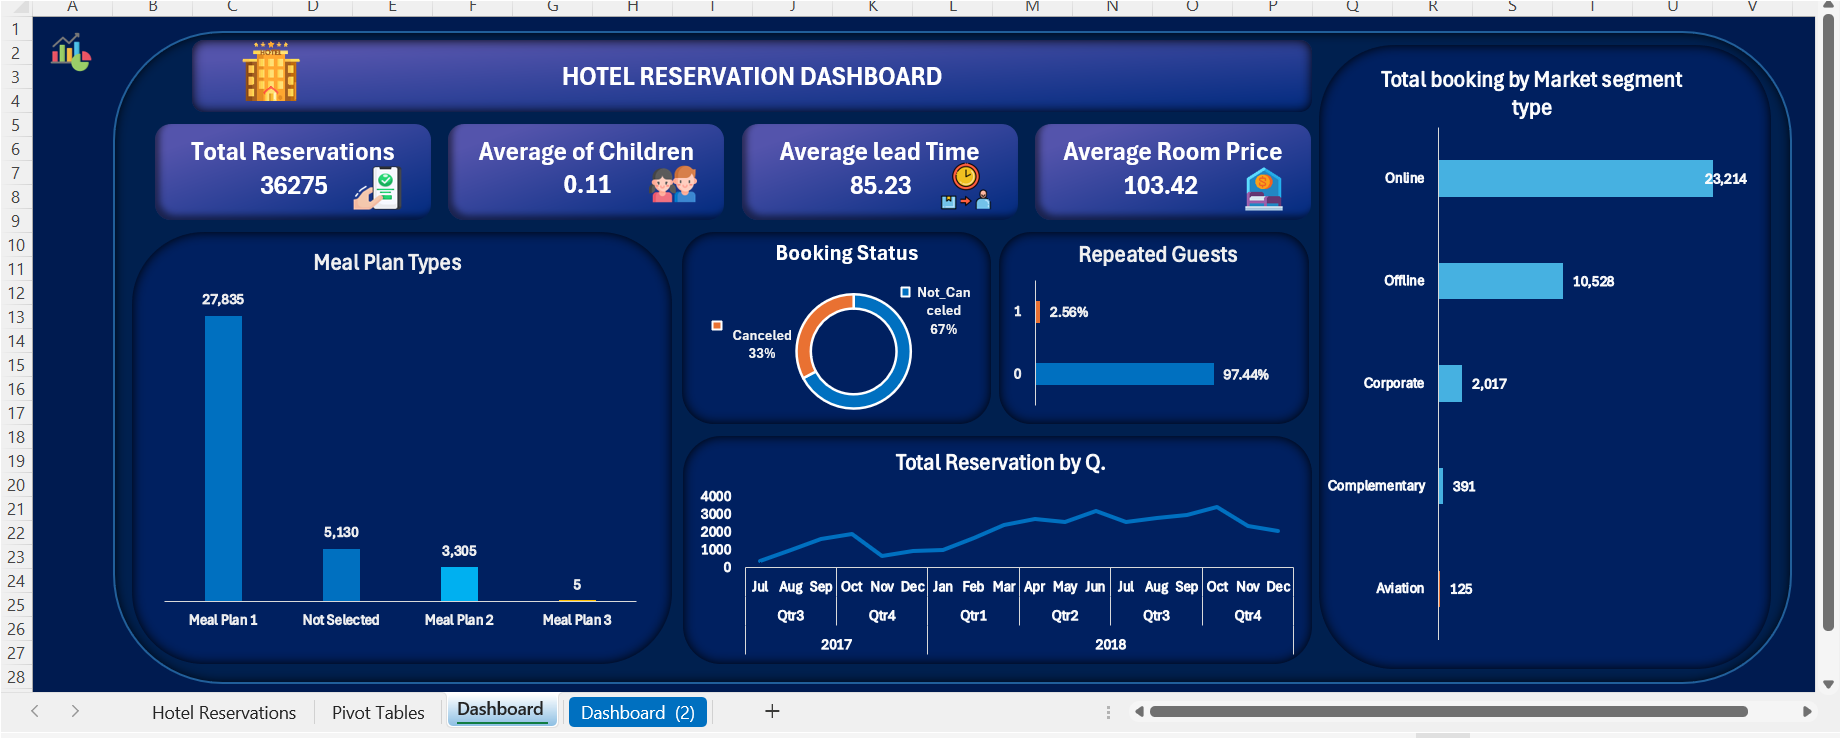 A B C D E F G H I J K L M N O P Q R S T U V
1
2
3
4
5
6
7
8
9
10
11
12
13
14
15
16
17
18
19
20
21
22
23
24
25
26
27
28
HOTEL
HOTEL RESERVATION DASHBOARD
Total Reservations
36275
Average of Children
0.11
Average lead Time
85.23
Average Room Price
103.42
Meal Plan Types
27,835
5,130
3,305
5
Meal Plan 1 Not Selected Meal Plan 2 Meal Plan 3
Booking Status
Not_Can
celed
67%
Canceled
33%
Repeated Guests
1 2.56%
0 97.44%
Total Reservation by Q.
4000
3000
2000
1000
0
Jul Aug Sep Oct Nov Dec Jan Feb Mar Apr May Jun Jul Aug Sep Oct Nov Dec
Qtr3 Qtr4 Qtr1 Qtr2 Qtr3 Qtr4
2017 2018
Total booking by Market segment
type
Online 23,214
Offline 10,528
Corporate 2,017
Complementary 391
Aviation 125
Hotel Reservations Pivot Tables Dashboard Dashboard (2)